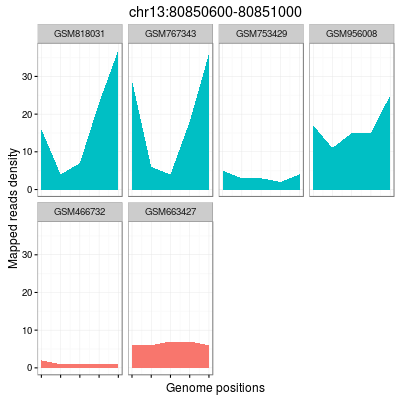 chr13:80850600-80851000
GSM818031 GSM767343 GSM753429 GSM956008
30
20
10
0
GSM466732 GSM663427
30
20
10
0
Mapped reads density
Genome positions